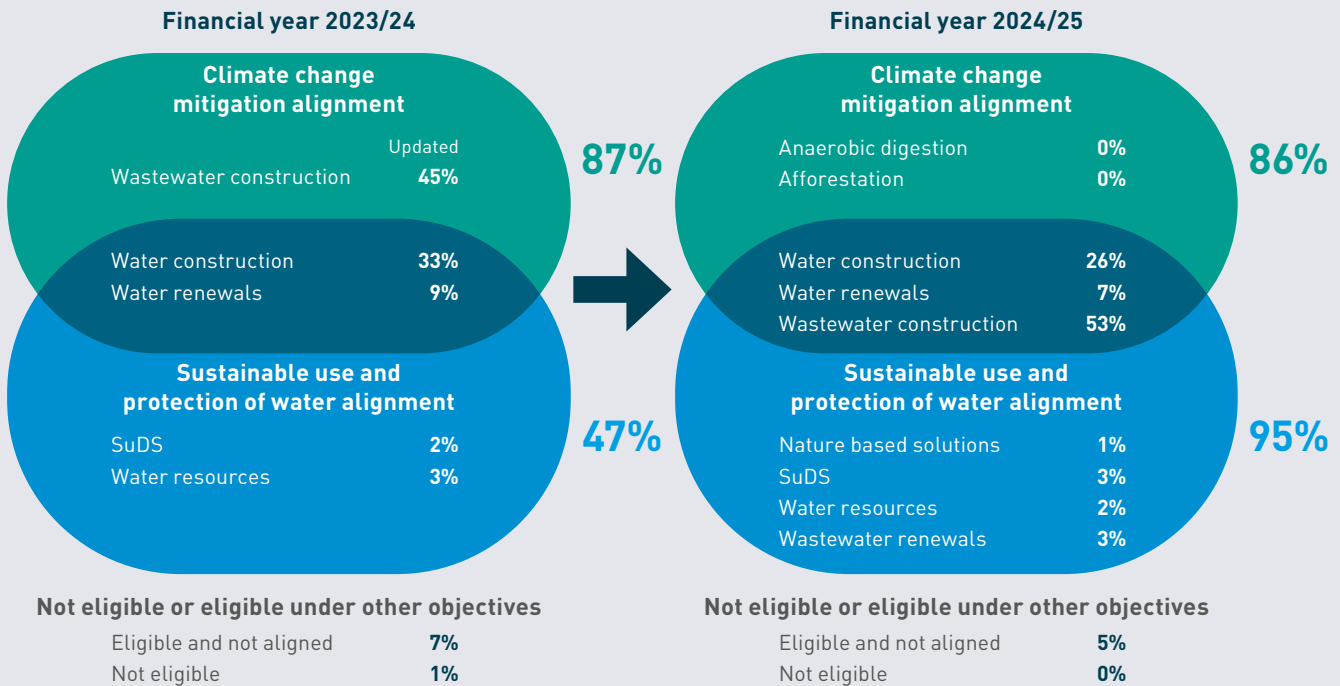 Financial year 2023/24
Climate change
mitigation alignment
Updated
Wastewater construction 45%
87%
Water construction 33%
Water renewals 9%
Sustainable use and
protection of water alignment
SuDS 2%
Water resources 3%
47%
Not eligible or eligible under other objectives
Eligible and not aligned 7%
Not eligible 1%
Financial year 2024/25
Climate change
mitigation alignment
Anaerobic digestion 0%
Afforestation 0%
86%
Water construction 26%
Water renewals 7%
Wastewater construction 53%
Sustainable use and
protection of water alignment
Nature based solutions 1%
SuDS 3%
Water resources 2%
Wastewater renewals 3%
95%
Not eligible or eligible under other objectives
Eligible and not aligned 5%
Not eligible 0%